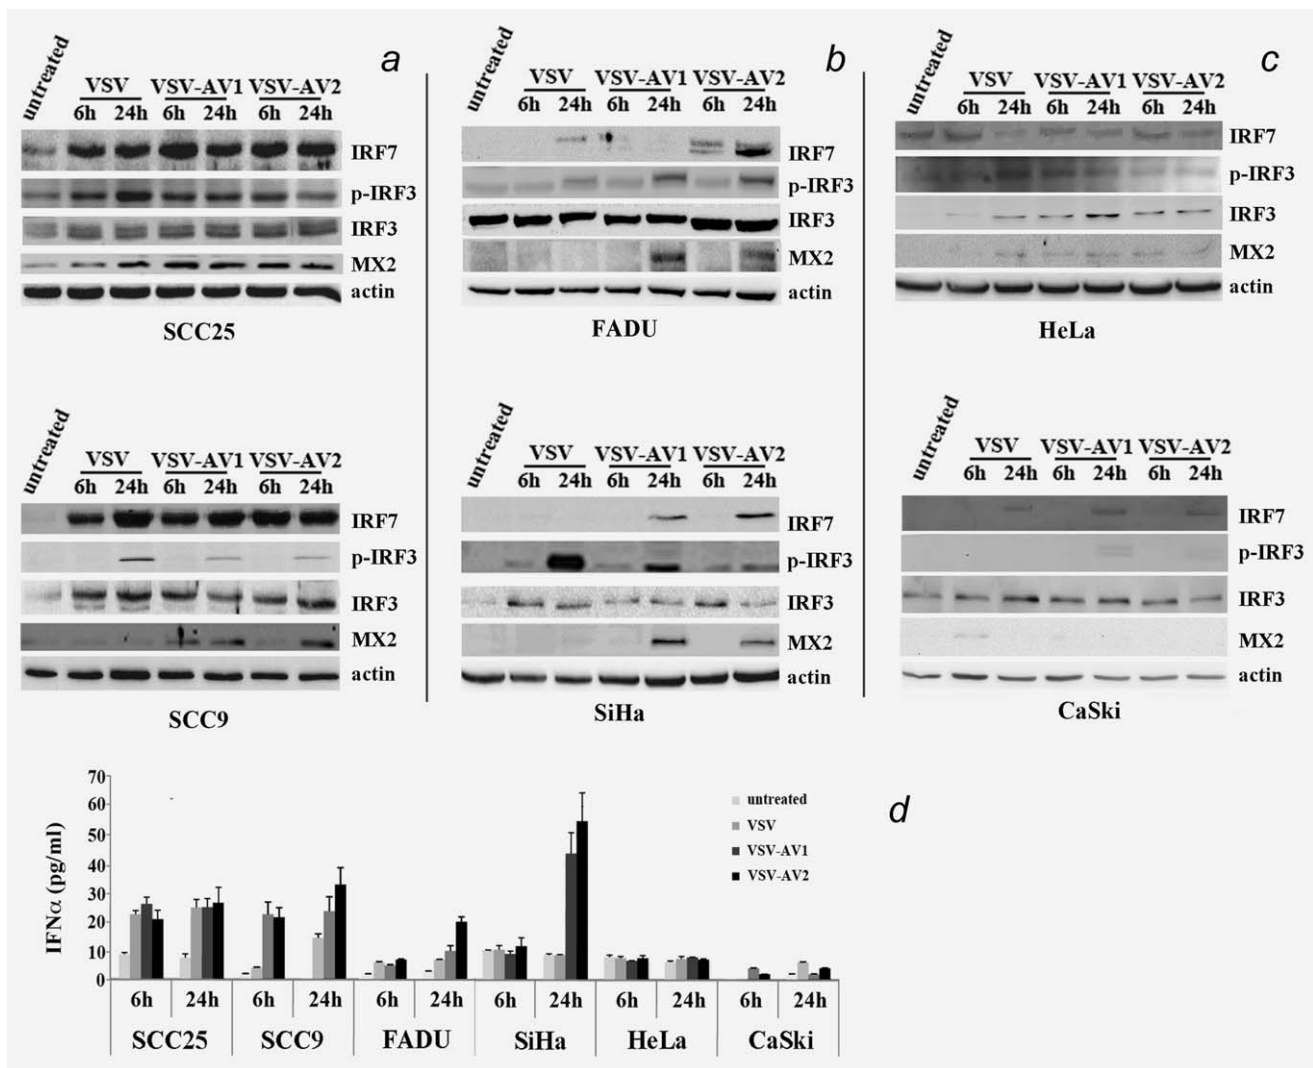 a
untreated
VSV VSV-AV1 VSV-AV2
6h 24h 6h 24h 6h 24h
IRF7
p-IRF3
IRF3
MX2
actin
SCC25
b
untreated
VSV VSV-AV1 VSV-AV2
6h 24h 6h 24h 6h 24h
IRF7
p-IRF3
IRF3
MX2
actin
FADU
c
untreated
VSV VSV-AV1 VSV-AV2
6h 24h 6h 24h 6h 24h
IRF7
p-IRF3
IRF3
MX2
actin
HeLa
untreated
VSV VSV-AV1 VSV-AV2
6h 24h 6h 24h 6h 24h
IRF7
p-IRF3
IRF3
MX2
actin
SCC9
untreated
VSV VSV-AV1 VSV-AV2
6h 24h 6h 24h 6h 24h
IRF7
p-IRF3
IRF3
MX2
actin
SiHa
untreated
VSV VSV-AV1 VSV-AV2
6h 24h 6h 24h 6h 24h
IRF7
p-IRF3
IRF3
MX2
actin
CaSki
d
IFNα (pg/ml)
70
60
50
40
30
20
10
0
untreated
VSV
VSV-AV1
VSV-AV2
6h 24h 6h 24h 6h 24h 6h 24h 6h 24h 6h 24h
SCC25 SCC9 FADU SiHa HeLa CaSki